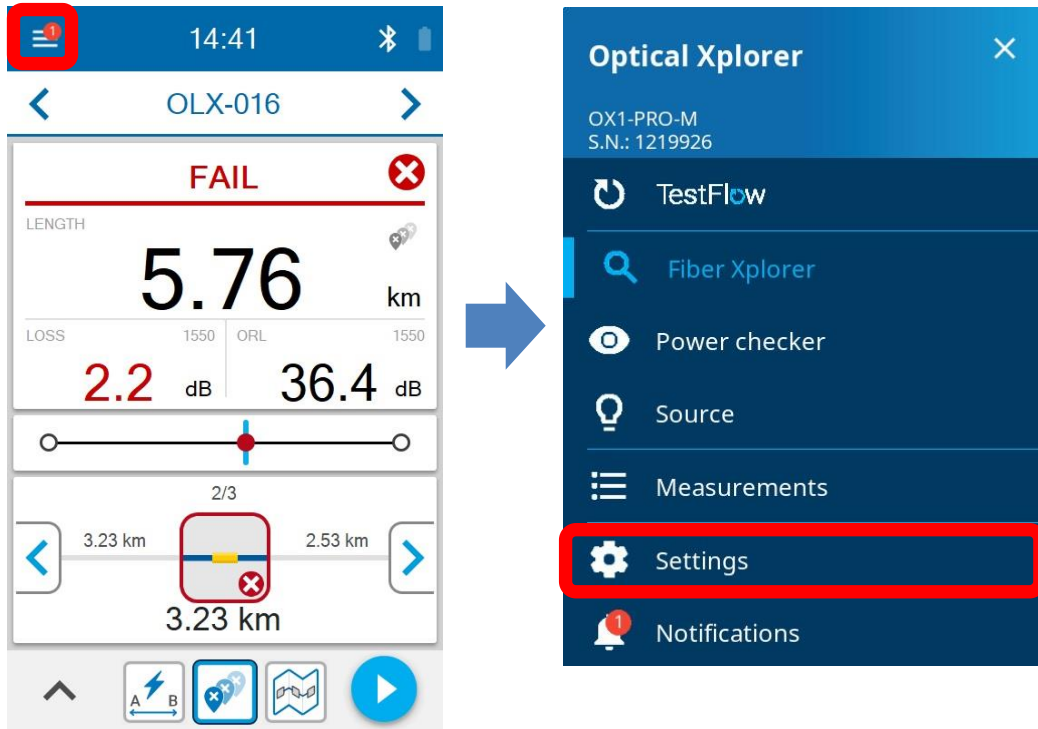 1
14:41
OLX-016
FAIL
LENGTH
5.76
km
LOSS 1550 ORL 1550
2.2 dB 36.4 dB
2/3
3.23 km 2.53 km
3.23 km
A B
Optical Xplorer
OX1-PRO-M
S.N.: 1219926
TestFlow
Fiber Xplorer
Power checker
Source
Measurements
Settings
1
Notifications